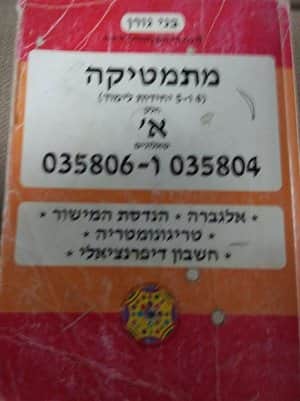 בני גורן
מתמטיקה
(4 ו-5 יחידות לימוד)
חלק
א'
שאלונים
035804 ו-035806
• אלגברה • הנדסת המישור •
• טריגונומטריה •
• חשבון דיפרנציאלי •